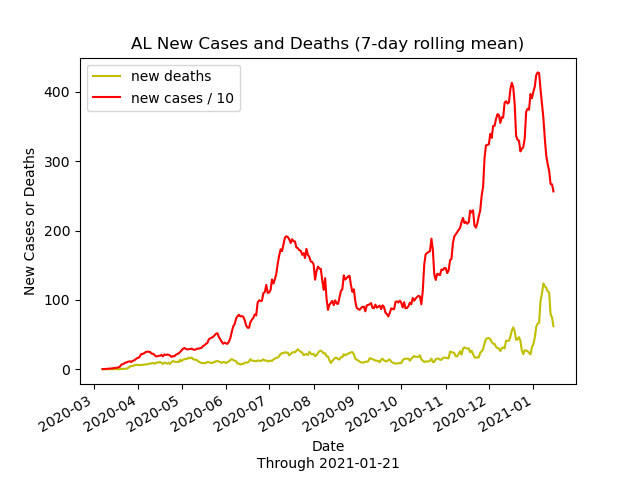 AL New Cases and Deaths (7-day rolling mean)
new deaths
new cases / 10
New Cases or Deaths
400
300
200
100
0
2020-03
2020-04
2020-05
2020-06
2020-07
2020-08
2020-09
2020-10
2020-11
2020-12
2021-01
Date
Through 2021-01-21